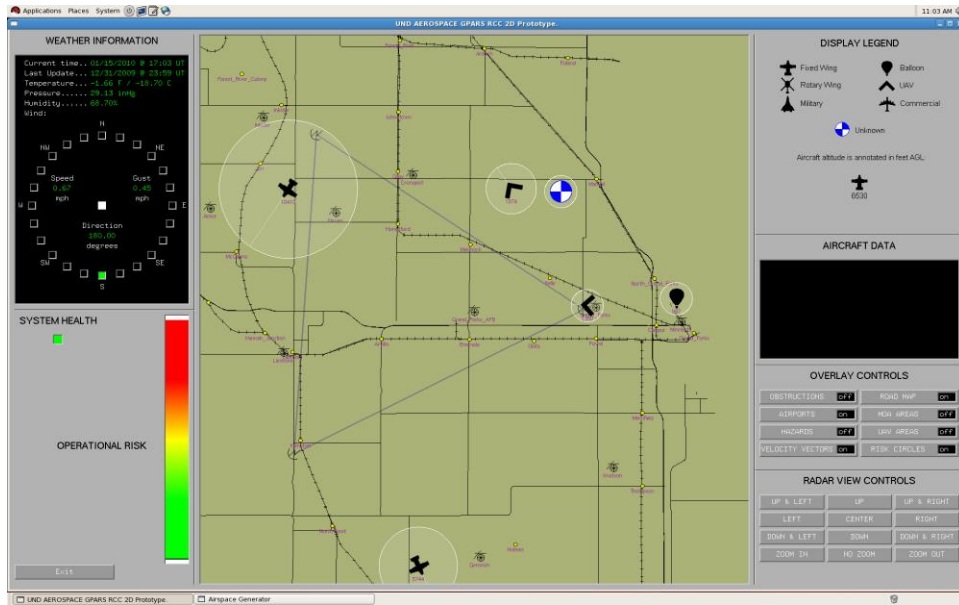 Applications Places System
11:03 AM
UND AEROSPACE GPARS RCC 2D Prototype.
WEATHER INFORMATION
Current time.. 01/15/2010 @ 17:03 UT
Last Update... 12/31/2009 @ 23:59 UT
Temperature... -1.66 F / -18.70 C
Pressure...... 29.13 inHg
Humidity...... 68.70%
Wind:
N
NW
NE
Speed
Gust
0.67
0.45
mph
mph
W
E
Direction
180.00
degrees
SW
SE
S
SYSTEM HEALTH
OPERATIONAL RISK
Exit
Forest_River_Colony
Grand_Forks_AFB
Thompson
DISPLAY LEGEND
Fixed Wing
Balloon
Rotary Wing
UAV
Military
Commercial
Unknown
Aircraft altitude is annotated in feet AGL:
6530
AIRCRAFT DATA
OVERLAY CONTROLS
OBSTRUCTIONS off
ROAD MAP on
AIRPORTS on
MOA AREAS off
HAZARDS off
UAV AREAS off
VELOCITY VECTORS on
RISK CIRCLES on
RADAR VIEW CONTROLS
UP & LEFT
UP
UP & RIGHT
LEFT
CENTER
RIGHT
DOWN & LEFT
DOWN
DOWN & RIGHT
ZOOM IN
NO ZOOM
ZOOM OUT
UND AEROSPACE GPARS RCC 2D Prototype.
Airspace Generator